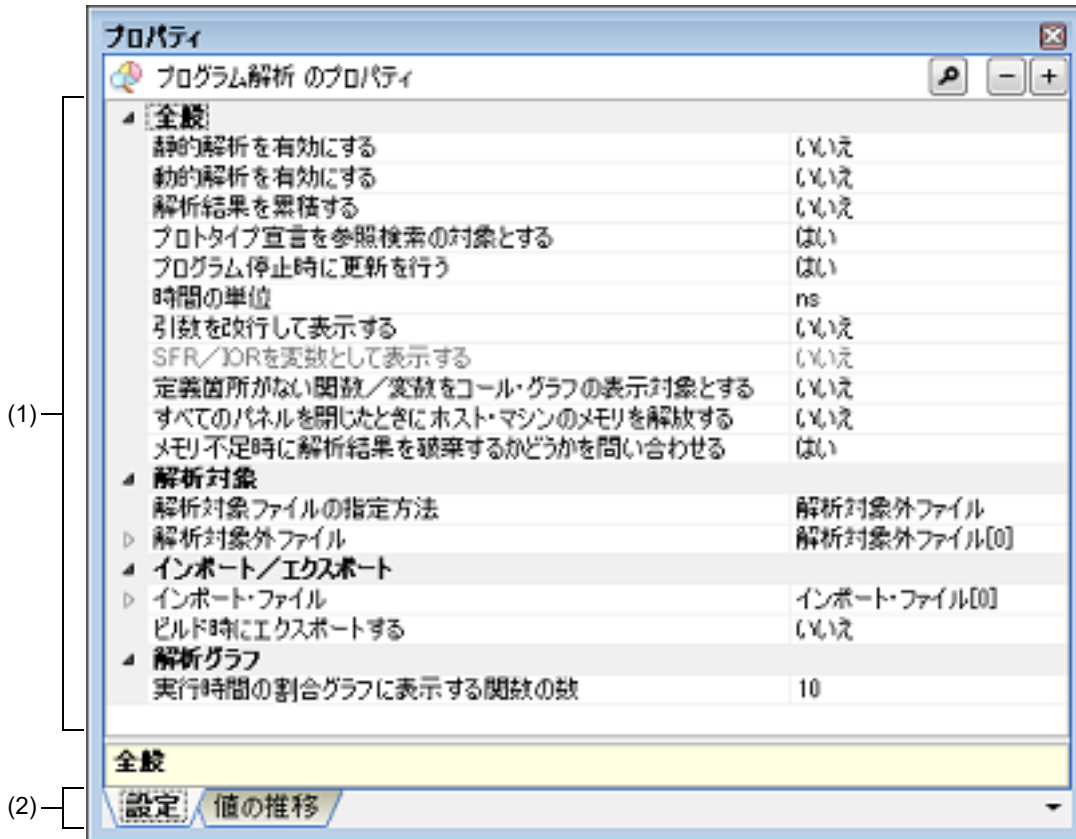 プロパティ
プログラム解析 のプロパティ
全般
静的解析を有効にする いいえ
動的解析を有効にする いいえ
解析結果を累積する いいえ
プロトタイプ宣言を参照検索の対象とする はい
プログラム停止時に更新を行う はい
時間の単位 ns
引数を改行して表示する いいえ
SFR／IORを変数として表示する いいえ
定義箇所がない関数／変数をコール・グラフの表示対象とする いいえ
(1)
すべてのパネルを閉じたときにホスト・マシンのメモリを解放する いいえ
メモリ不足時に解析結果を破棄するかどうかを問い合わせる はい
解析対象
解析対象ファイルの指定方法 解析対象外ファイル
解析対象外ファイル 解析対象外ファイル[0]
インポート／エクスポート
インポート・ファイル インポート・ファイル[0]
ビルド時にエクスポートする いいえ
解析グラフ
実行時間の割合グラフに表示する関数の数 10
全般
(2)
設定 値の推移